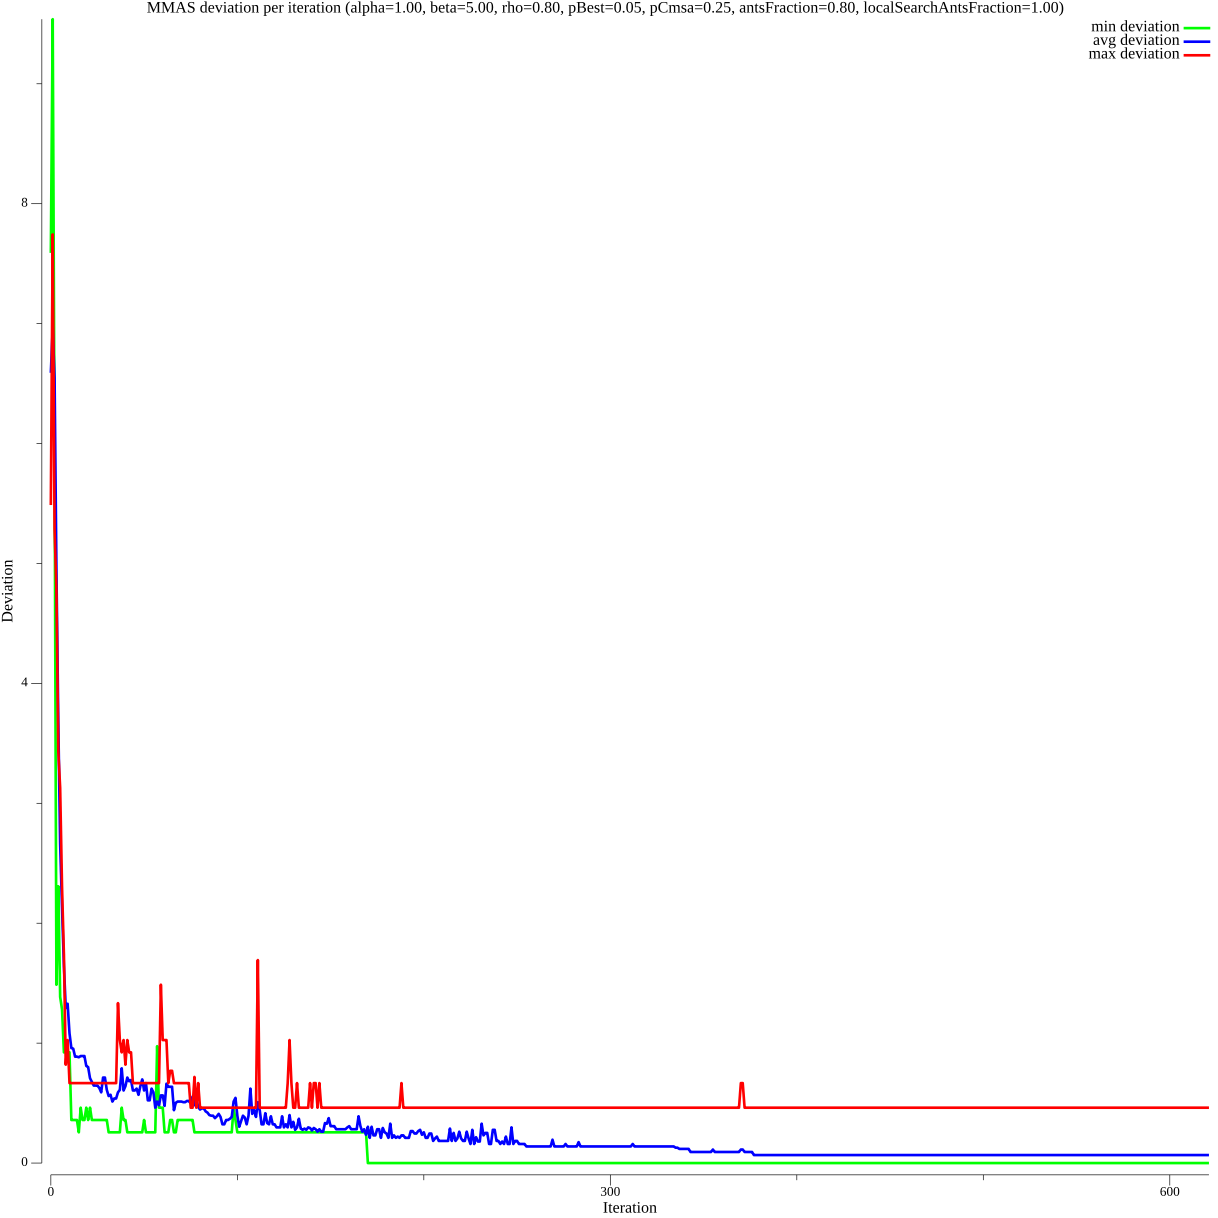 MMAS deviation per iteration (alpha=1.00, beta=5.00, rho=0.80, pBest=0.05, pCmsa=0.25, antsFraction=0.80, localSearchAntsFraction=1.00)
min deviation
avg deviation
max deviation
8
4
0
Deviation
0
300
600
Iteration